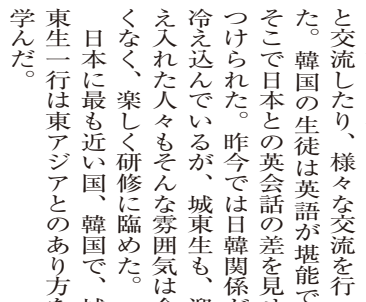 と交流したり、様々な交流を行
た。韓国の生徒は英語が堪能で
そこで日本との英会話の差を見
つけられた。昨今では日韓関係が
冷え込んでいるが、城東生も、迎
え入れた人々もそんな雰囲気は
くなく、楽しく研修に臨めた。
日本に最も近い国、韓国で、城
東生一行は東アジアとのあり方を
学んだ。